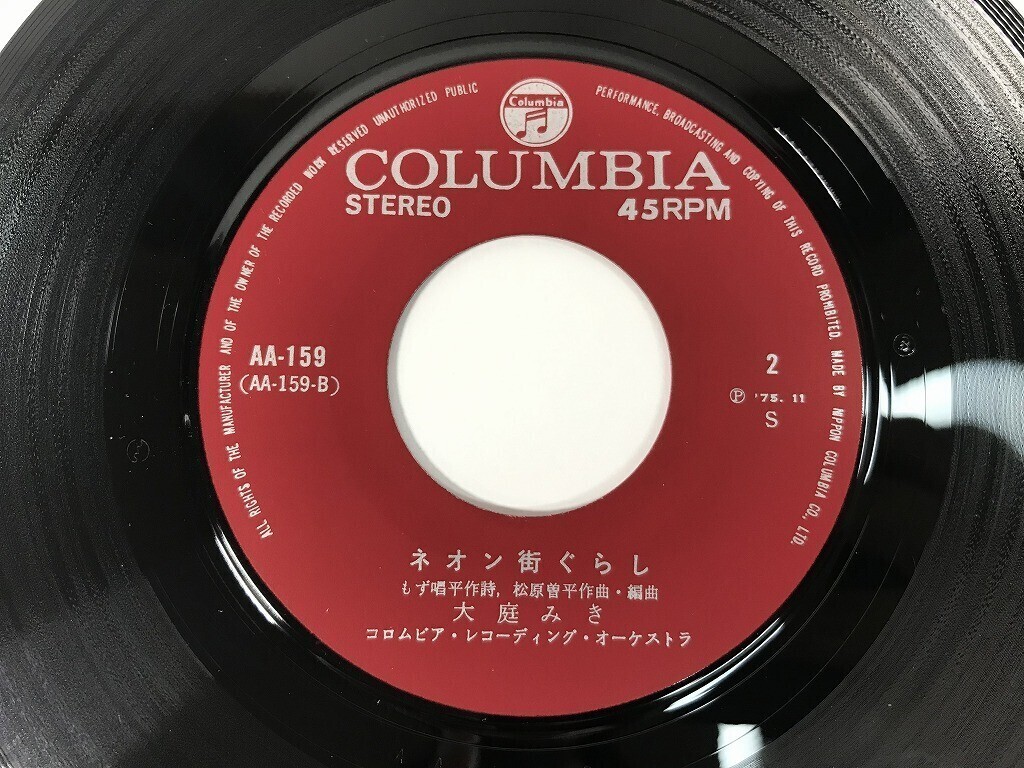 Columbia
ALL RIGHTS OF THE MANUFACTURER AND OF THE OWNER OF THE RECORDED WORK RESERVED UNAUTHORIZED PUBLIC
PERFORMANCE, BROADCASTING AND COPYING OF THIS RECORD PROHIBITED. MADE BY NIPPON COLUMBIA CO., LTD.
COLUMBIA
STEREO 45RPM
AA-159 2
(AA-159-B) Ⓟ '75. 11
S
ネオン街ぐらし
もず唱平作詩, 松原曽平作曲・編曲
大庭みき
コロムビア・レコーディング・オーケストラ